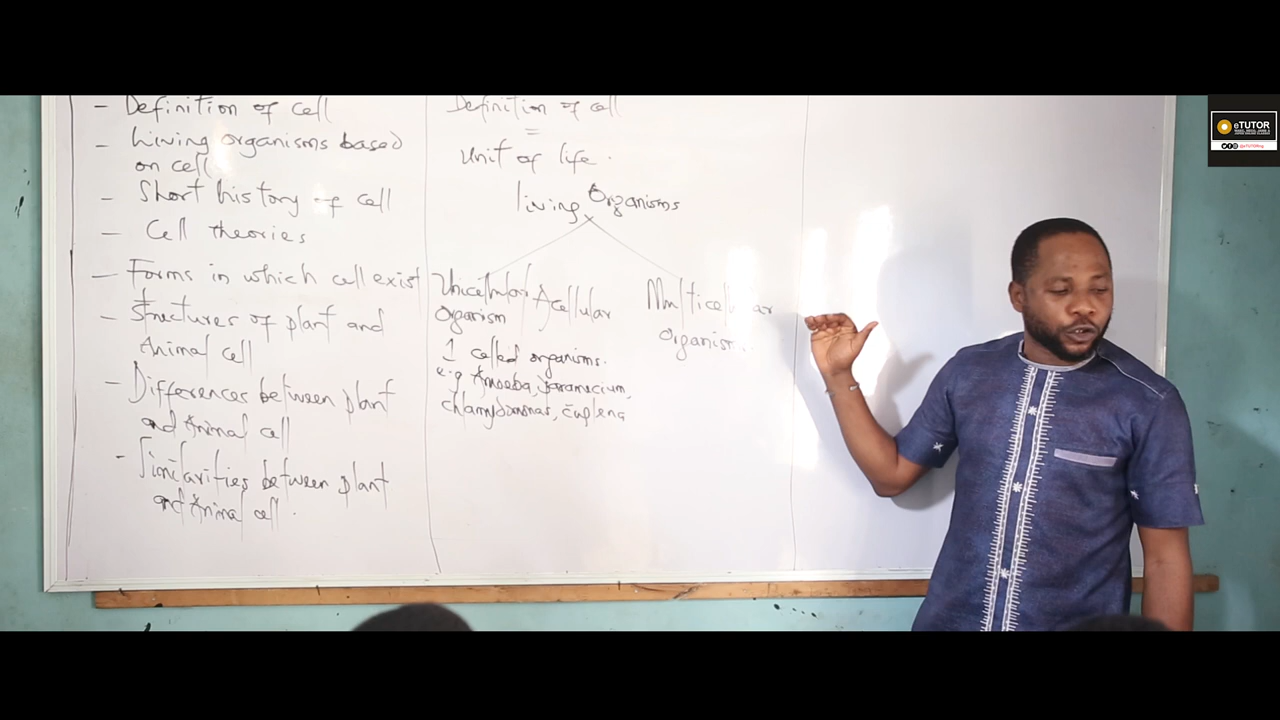 - Definition of cell
- Living organisms based
on cell
- Short history of cell
- Cell theories
- Forms in which cell exist
- Structures of plant and
Animal cell
- Differences between plant
and Animal cell
- Similarities between plant
and Animal cell.
Definition of cell
=
Unit of life.
living Organisms
Unicellular/Acellular
organism
1 celled organisms.
e.g Amoeba, paramecium,
Multicellular
organism.
eTUTOR
@eTUTORng